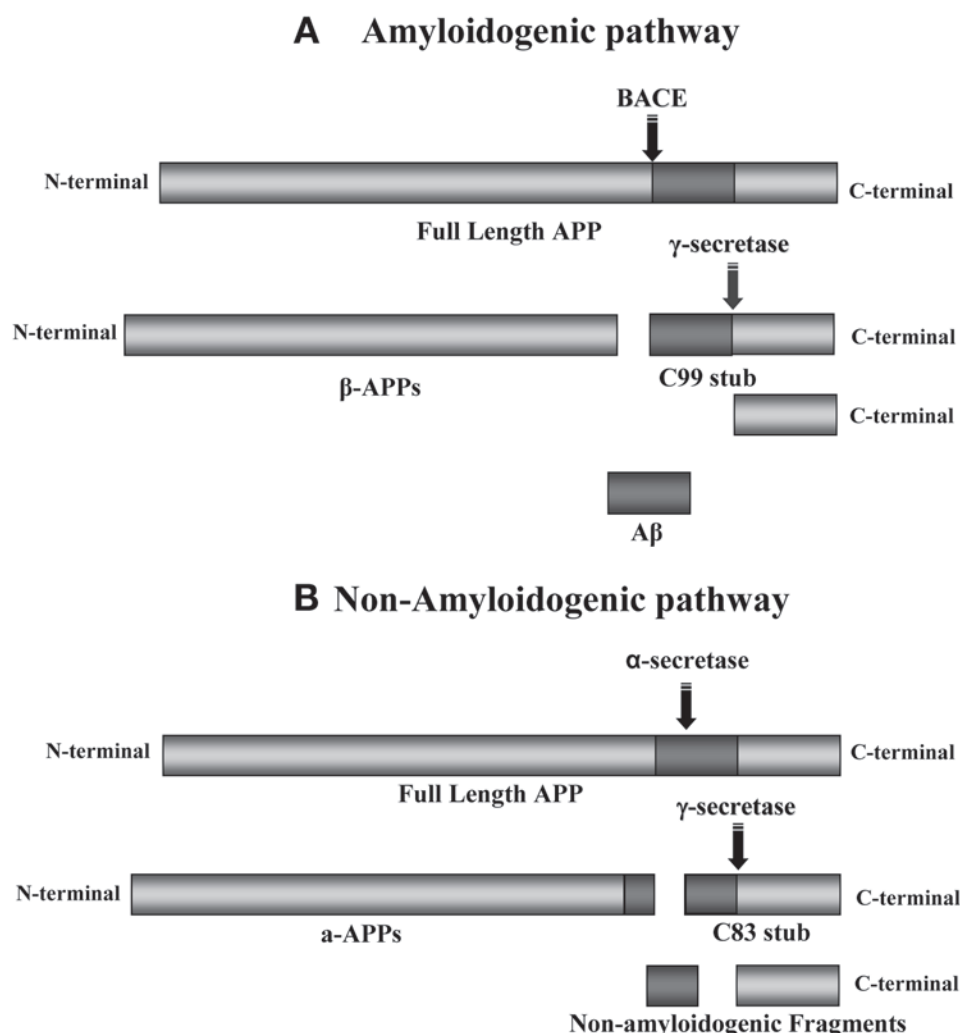 A Amyloidogenic pathway
BACE
N-terminal
C-terminal
Full Length APP
γ-secretase
N-terminal
C-terminal
β-APPs
C99 stub
C-terminal
Aβ
B Non-Amyloidogenic pathway
α-secretase
N-terminal
C-terminal
Full Length APP
γ-secretase
N-terminal
C-terminal
a-APPs
C83 stub
C-terminal
Non-amyloidogenic Fragments